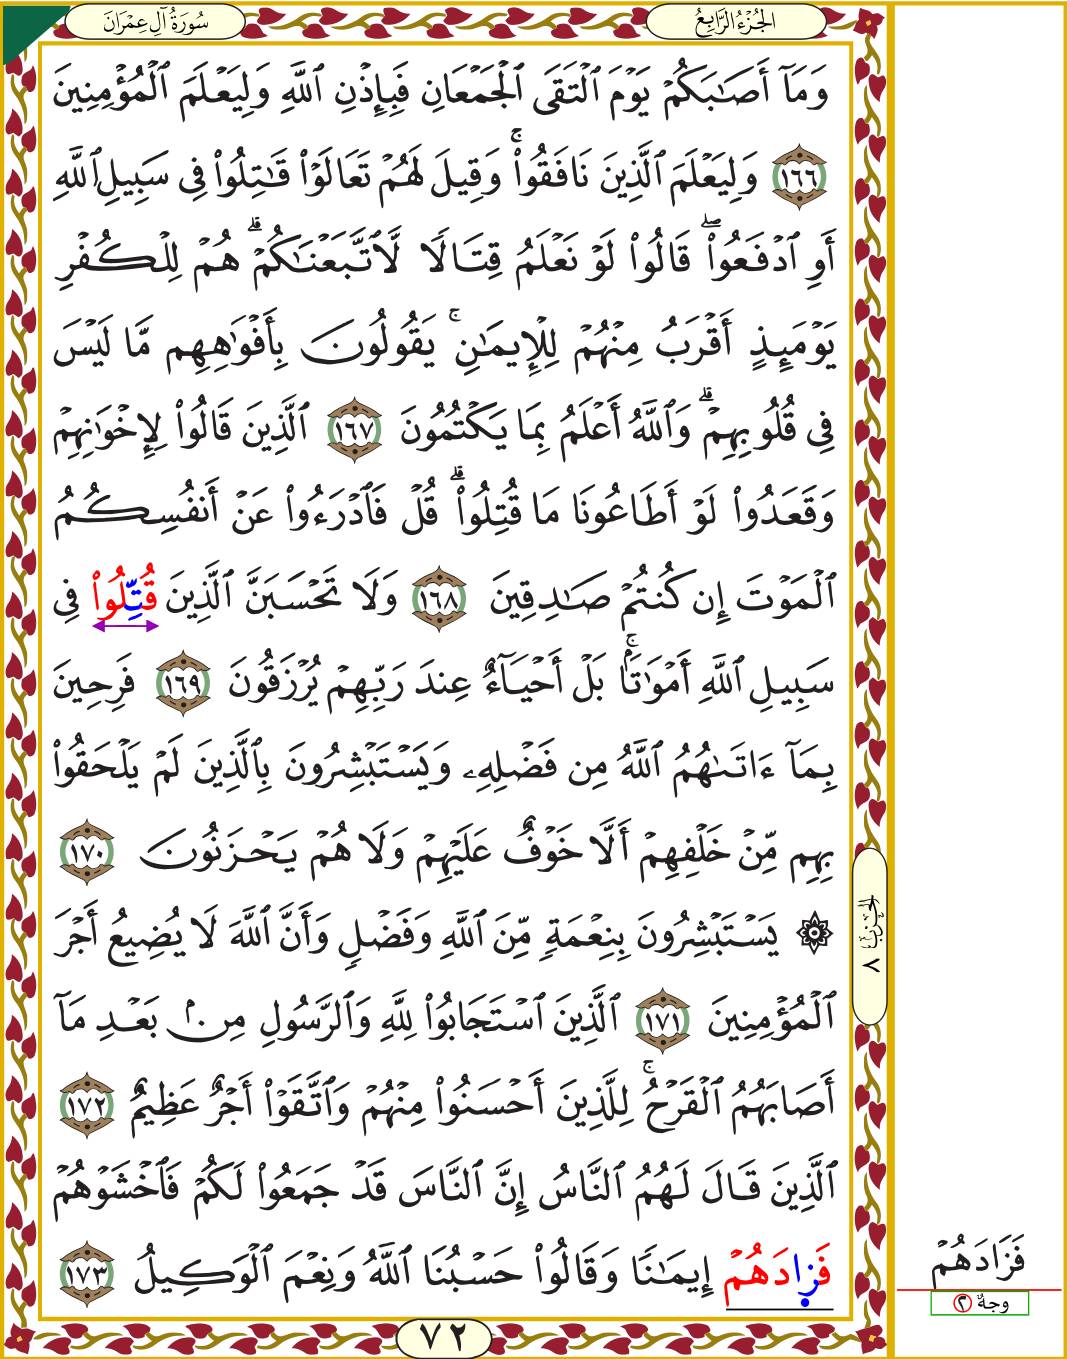 سُورَةُ آلِ عِمْرَانَ
الجُزْءُ الرَّابِعُ
وَمَآ أَصَٰبَكُمْ يَوْمَ ٱلْتَقَى ٱلْجَمْعَانِ فَبِإِذْنِ ٱللَّهِ وَلِيَعْلَمَ ٱلْمُؤْمِنِينَ
١٦٦ وَلِيَعْلَمَ ٱلَّذِينَ نَافَقُوا۟ۚ وَقِيلَ لَهُمْ تَعَالَوْا۟ قَٰتِلُوا۟ فِى سَبِيلِ ٱللَّهِ
أَوِ ٱدْفَعُوا۟ۖ قَالُوا۟ لَوْ نَعْلَمُ قِتَالًا لَّٱتَّبَعْنَٰكُمْۗ هُمْ لِلْكُفْرِ
يَوْمَئِذٍ أَقْرَبُ مِنْهُمْ لِلْإِيمَٰنِۚ يَقُولُونَ بِأَفْوَٰهِهِم مَّا لَيْسَ
فِى قُلُوبِهِمْۗ وَٱللَّهُ أَعْلَمُ بِمَا يَكْتُمُونَ ١٦٧ ٱلَّذِينَ قَالُوا۟ لِإِخْوَٰنِهِمْ
وَقَعَدُوا۟ لَوْ أَطَاعُونَا مَا قُتِلُوا۟ۗ قُلْ فَٱدْرَءُوا۟ عَنْ أَنفُسِكُمُ
ٱلْمَوْتَ إِن كُنتُمْ صَٰدِقِينَ ١٦٨ وَلَا تَحْسَبَنَّ ٱلَّذِينَ قُتِّلُوا۟ فِى
سَبِيلِ ٱللَّهِ أَمْوَٰتًاۢۚ بَلْ أَحْيَآءٌ عِندَ رَبِّهِمْ يُرْزَقُونَ ١٦٩ فَرِحِينَ
بِمَآ ءَاتَىٰهُمُ ٱللَّهُ مِن فَضْلِهِۦ وَيَسْتَبْشِرُونَ بِٱلَّذِينَ لَمْ يَلْحَقُوا۟
بِهِم مِّنْ خَلْفِهِمْ أَلَّا خَوْفٌ عَلَيْهِمْ وَلَا هُمْ يَحْزَنُونَ ١٧٠
۞ يَسْتَبْشِرُونَ بِنِعْمَةٍ مِّنَ ٱللَّهِ وَفَضْلٍ وَأَنَّ ٱللَّهَ لَا يُضِيعُ أَجْرَ
ٱلْمُؤْمِنِينَ ١٧١ ٱلَّذِينَ ٱسْتَجَابُوا۟ لِلَّهِ وَٱلرَّسُولِ مِنۢ بَعْدِ مَآ
أَصَابَهُمُ ٱلْقَرْحُۚ لِلَّذِينَ أَحْسَنُوا۟ مِنْهُمْ وَٱتَّقَوْا۟ أَجْرٌ عَظِيمٌ ١٧٢
ٱلَّذِينَ قَالَ لَهُمُ ٱلنَّاسُ إِنَّ ٱلنَّاسَ قَدْ جَمَعُوا۟ لَكُمْ فَٱخْشَوْهُمْ
فَزَادَهُمْ إِيمَٰنًا وَقَالُوا۟ حَسْبُنَا ٱللَّهُ وَنِعْمَ ٱلْوَكِيلُ ١٧٣
٧٢
الحزب ٧
فَزَادَهُمْ
وجهٌ ٢